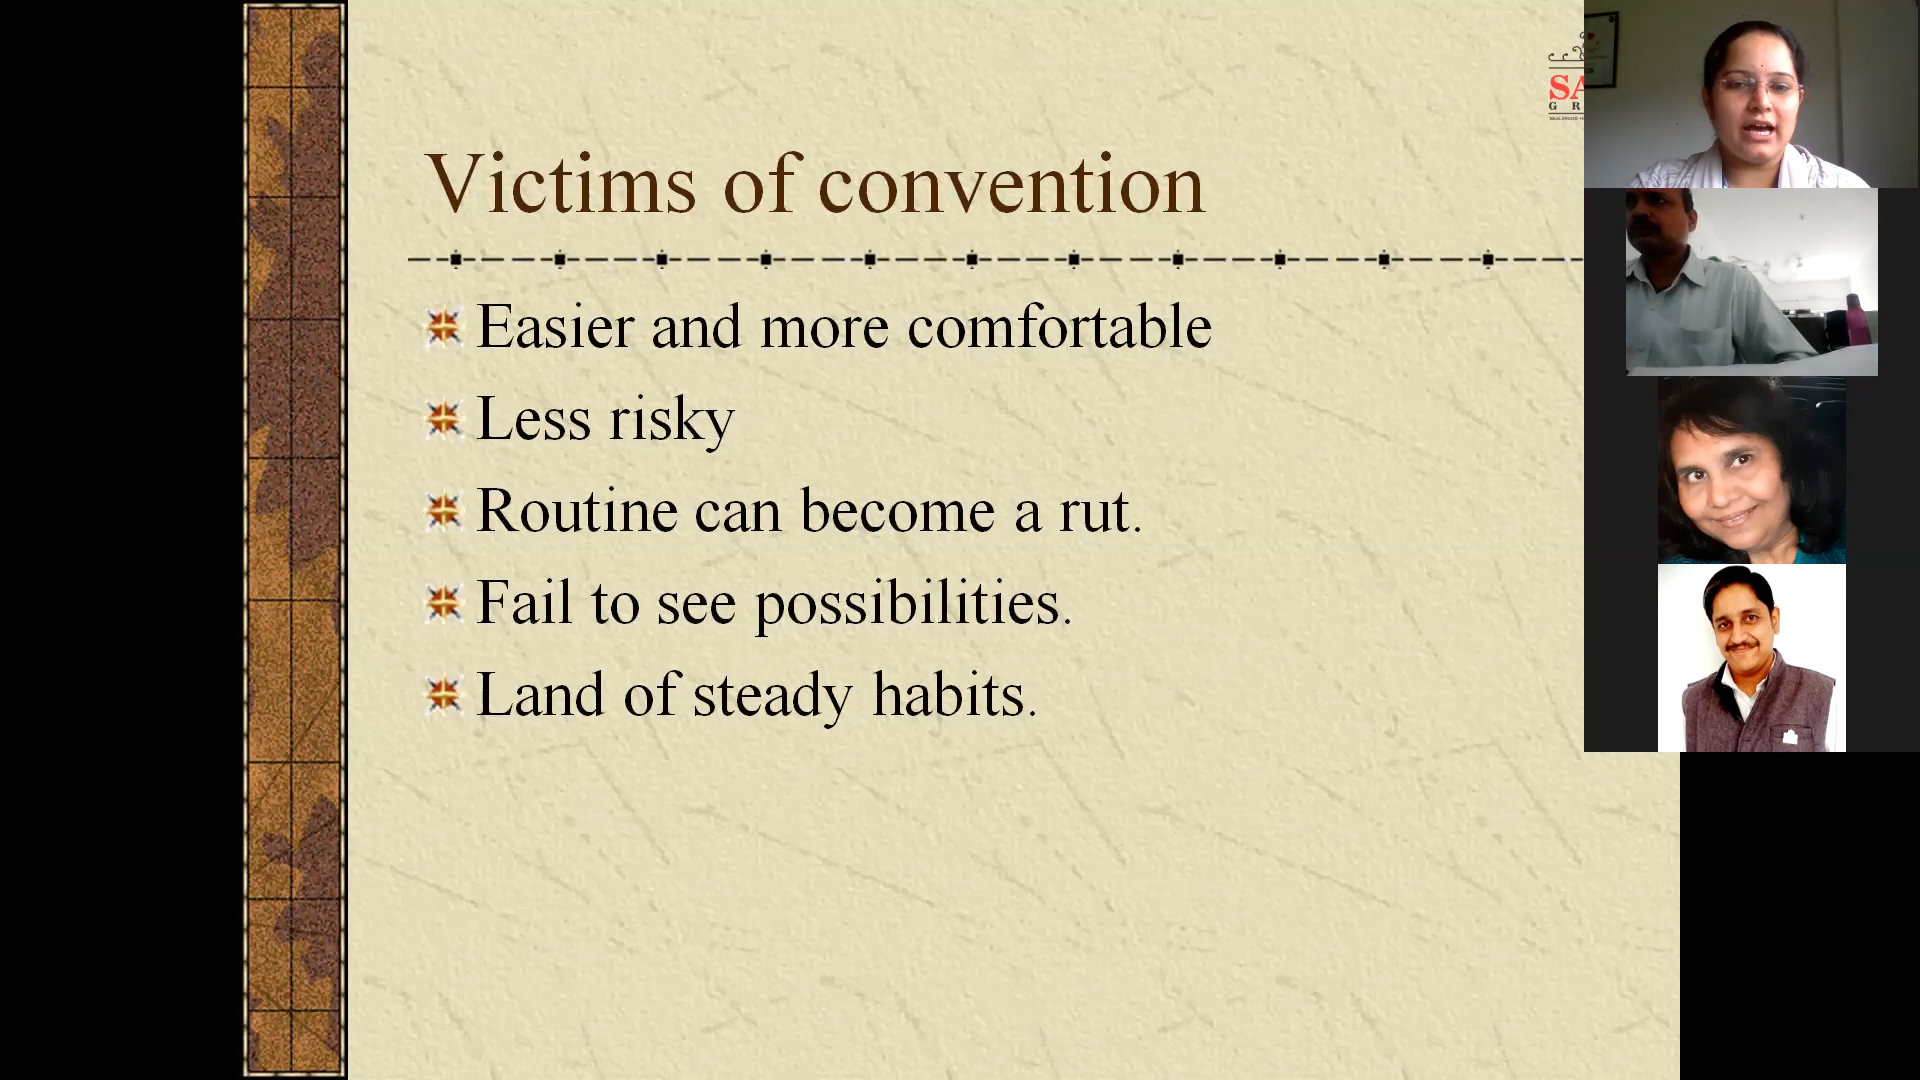 Victims of convention
Easier and more comfortable
Less risky
Routine can become a rut.
Fail to see possibilities.
Land of steady habits.